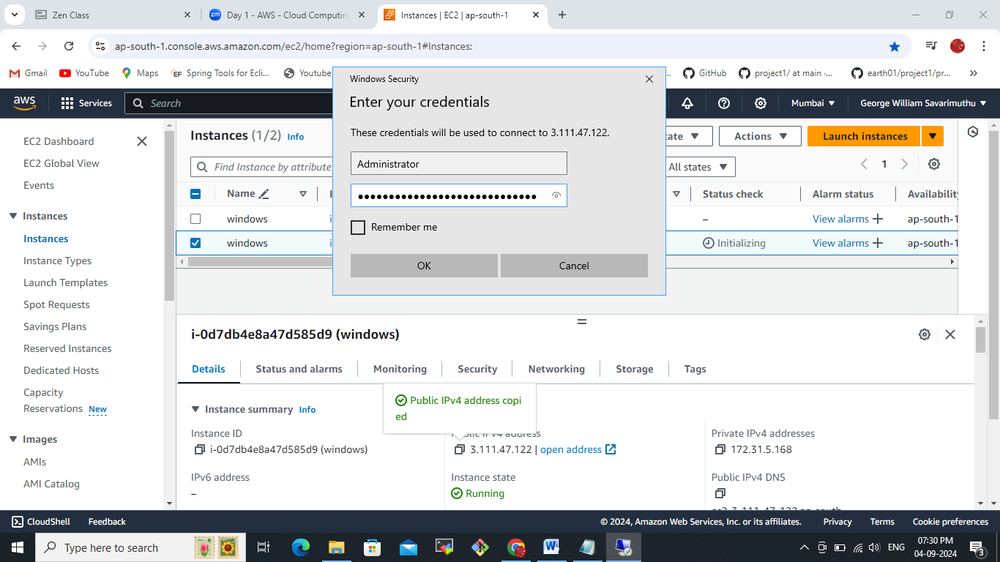 Zen Class
Day 1 - AWS - Cloud Computing
Instances | EC2 | ap-south-1
ap-south-1.console.aws.amazon.com/ec2/home?region=ap-south-1#Instances:
Gmail
YouTube
Maps
Spring Tools for Ecli...
Youtube
GitHub
project1/ at main ·...
earth01/project1/pr...
aws
Services
Search
Mumbai
George William Savarimuthu
Windows Security
Enter your credentials
These credentials will be used to connect to 3.111.47.122.
Administrator
●●●●●●●●●●●●●●●●●●●●●●●●●●●●●
Remember me
OK
Cancel
EC2 Dashboard
EC2 Global View
Events
Instances
Instances
Instance Types
Launch Templates
Spot Requests
Savings Plans
Reserved Instances
Dedicated Hosts
Capacity
Reservations New
Images
AMIs
AMI Catalog
Instances (1/2) Info
Actions
Launch instances
Find Instance by attribute
All states
1
Name
Status check
Alarm status
windows
–
View alarms
ap-south-1
windows
Initializing
View alarms
ap-south-1
i-0d7db4e8a47d585d9 (windows)
Details
Status and alarms
Monitoring
Security
Networking
Storage
Tags
Public IPv4 address copi
ed
Instance summary Info
Instance ID
i-0d7db4e8a47d585d9 (windows)
Public IPv4 address
3.111.47.122 | open address
Private IPv4 addresses
172.31.5.168
IPv6 address
–
Instance state
Running
Public IPv4 DNS
CloudShell
Feedback
© 2024, Amazon Web Services, Inc. or its affiliates.
Privacy
Terms
Cookie preferences
Type here to search
ENG
07:30 PM
04-09-2024
3